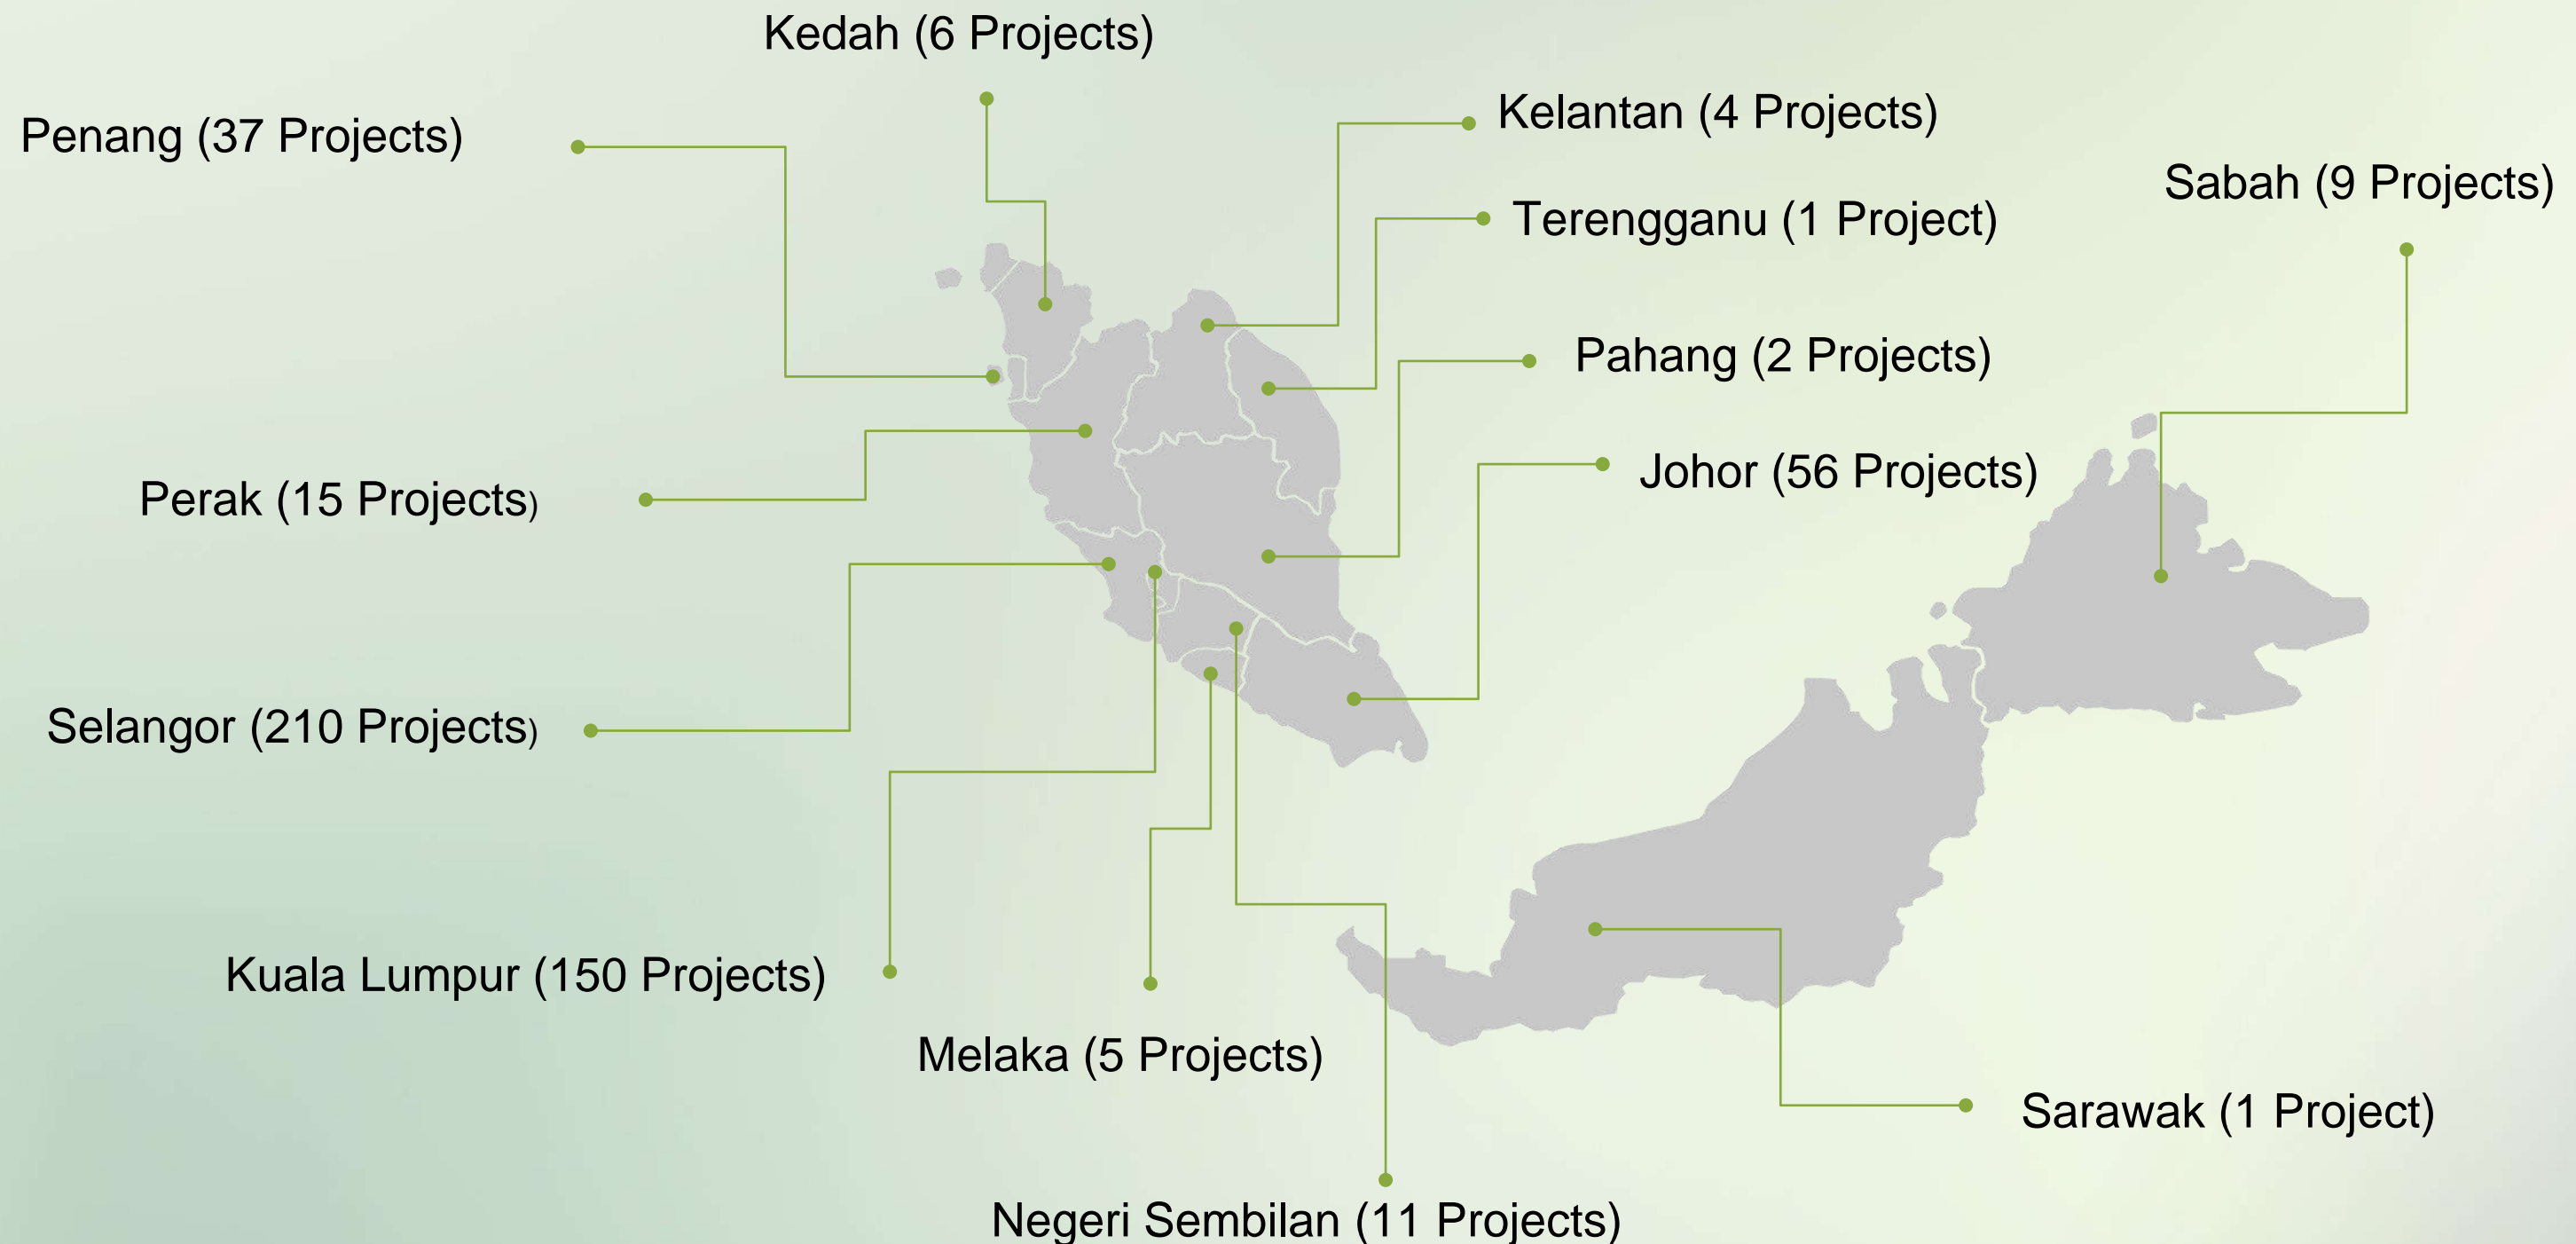 Kedah (6 Projects)
Penang (37 Projects)
Kelantan (4 Projects)
Sabah (9 Projects)
Terengganu (1 Project)
Pahang (2 Projects)
Johor (56 Projects)
Perak (15 Projects)
Selangor (210 Projects)
Kuala Lumpur (150 Projects)
Melaka (5 Projects)
Sarawak (1 Project)
Negeri Sembilan (11 Projects)